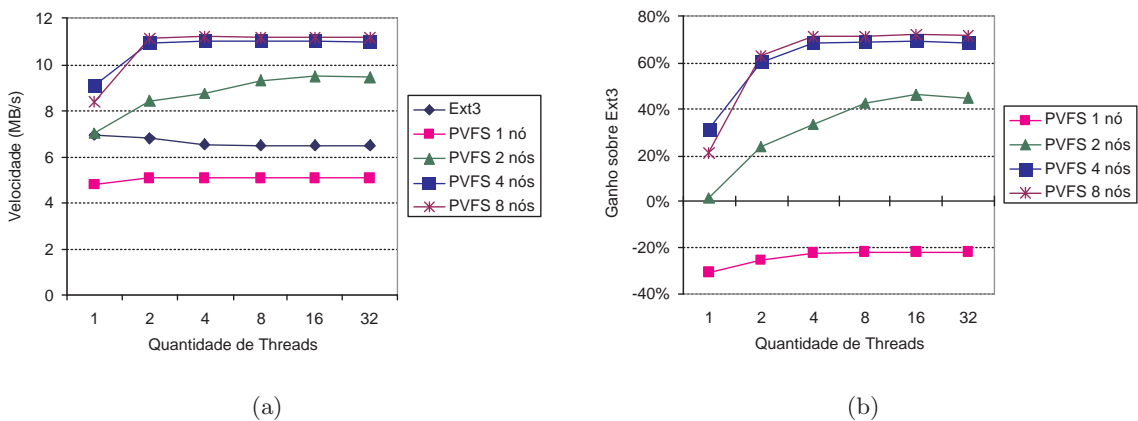 12
10
8
6
4
2
0
Velocidade (MB/s)
1 2 4 8 16 32
Quantidade de Threads
Ext3
PVFS 1 nó
PVFS 2 nós
PVFS 4 nós
PVFS 8 nós
(a)
80%
60%
40%
20%
0%
-20%
-40%
Ganho sobre Ext3
1 2 4 8 16 32
Quantidade de Threads
PVFS 1 nó
PVFS 2 nós
PVFS 4 nós
PVFS 8 nós
(b)